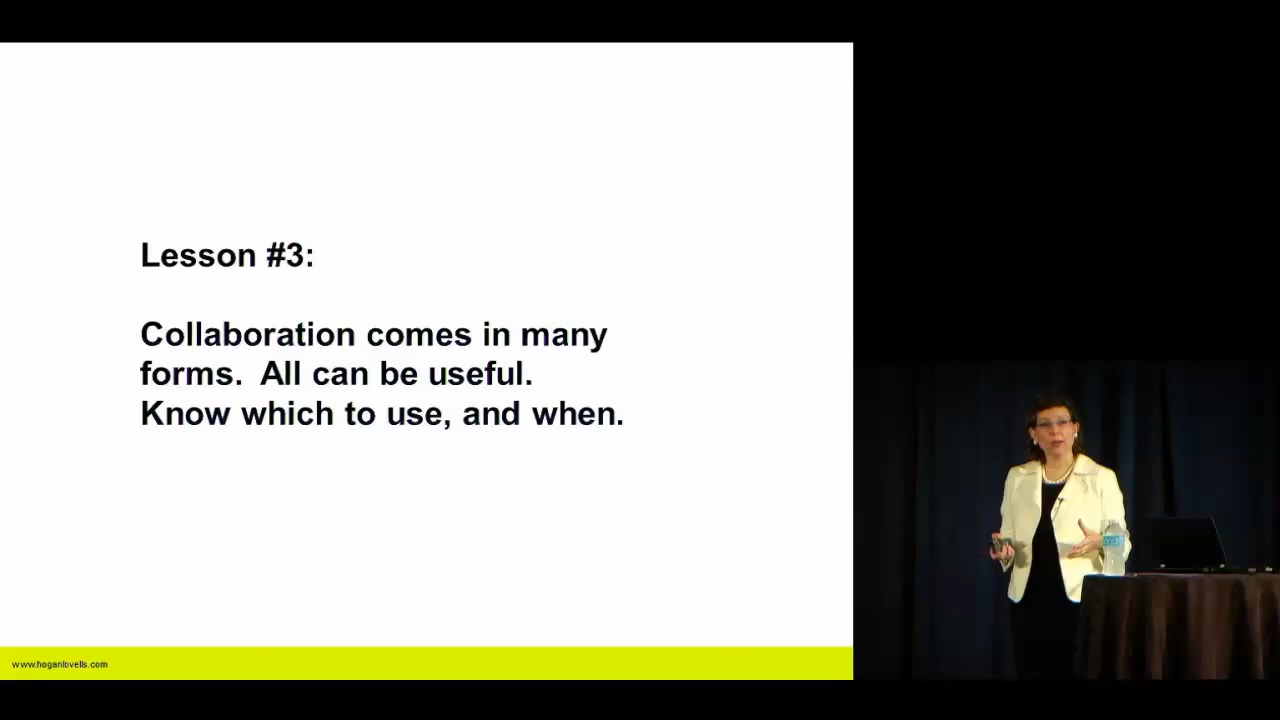 Lesson #3:
Collaboration comes in many
forms.  All can be useful.
Know which to use, and when.
www.hoganlovells.com